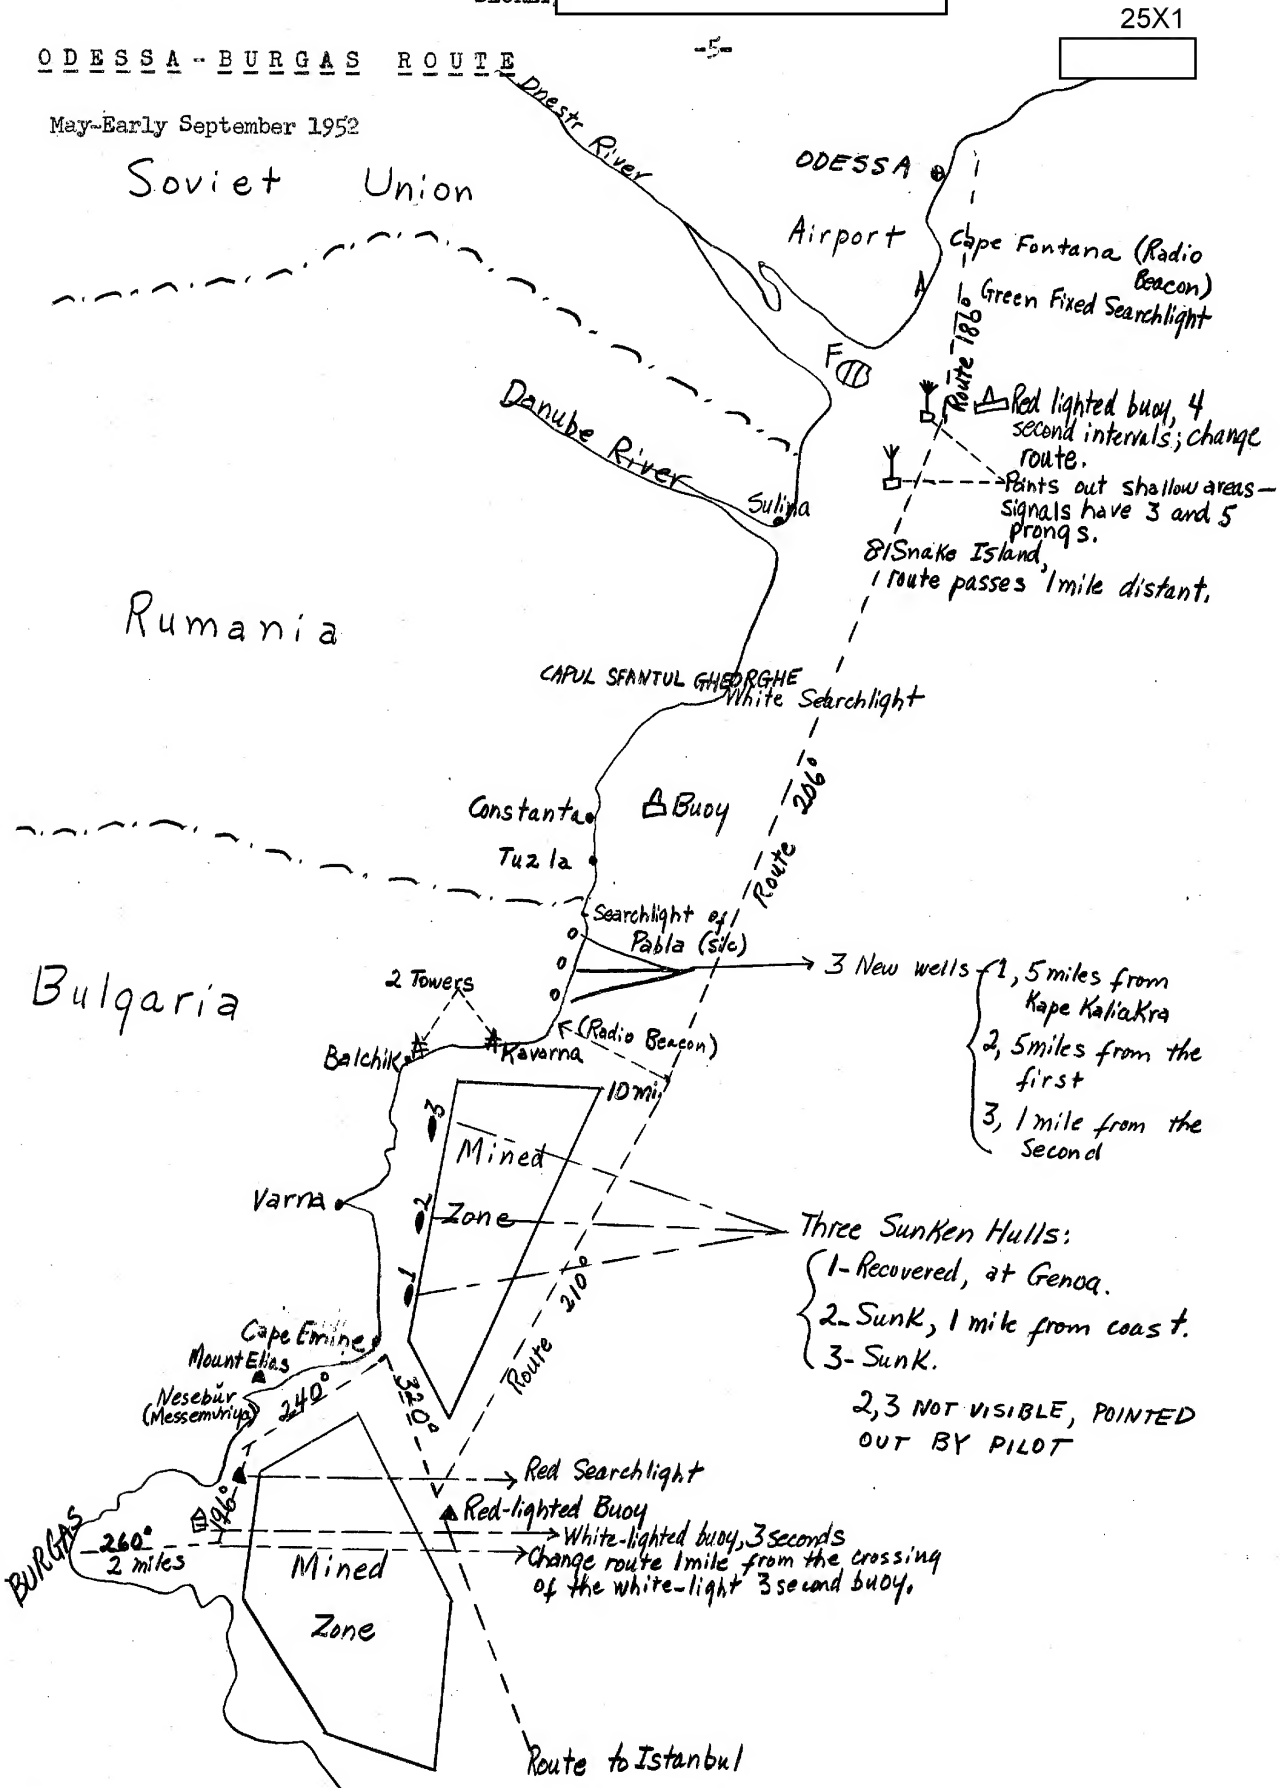 25X1
-5-
ODESSA-BURGAS ROUTE
May-Early September 1952
Soviet Union
Dnestr River
ODESSA
Airport
Cape Fontana (Radio
Beacon)
Green Fixed Searchlight
Route 186°
F
Red lighted buoy, 4
second intervals; change
route.
Points out shallow areas—
signals have 3 and 5
prongs.
Danube River
Sulina
Snake Island,
route passes 1 mile distant.
Rumania
CAPUL SFANTUL GHEORGHE
White Searchlight
Route 206°
Constanta
Buoy
Tuzla
Searchlight of
Pabla (sic)
3 New wells
1, 5 miles from
Kape Kaliakra
2, 5 miles from the
first
3, 1 mile from the
Second
Bulgaria
2 Towers
(Radio Beacon)
Balchik
Kavarna
10 mi.
3
Mined
Varna
2
Zone
1
Three Sunken Hulls:
1-Recovered, at Genoa.
2-Sunk, 1 mile from coast.
3-Sunk.
2,3 NOT VISIBLE, POINTED
OUT BY PILOT
Route 210°
Cape Emine
Mount Elias
Nesebŭr
(Messemvriya)
240°
320°
Red Searchlight
Red-lighted Buoy
196°
White-lighted buoy, 3 seconds
Change route 1 mile from the crossing
of the white-light 3 second buoy.
BURGAS
260°
2 miles
Mined
Zone
Route to Istanbul